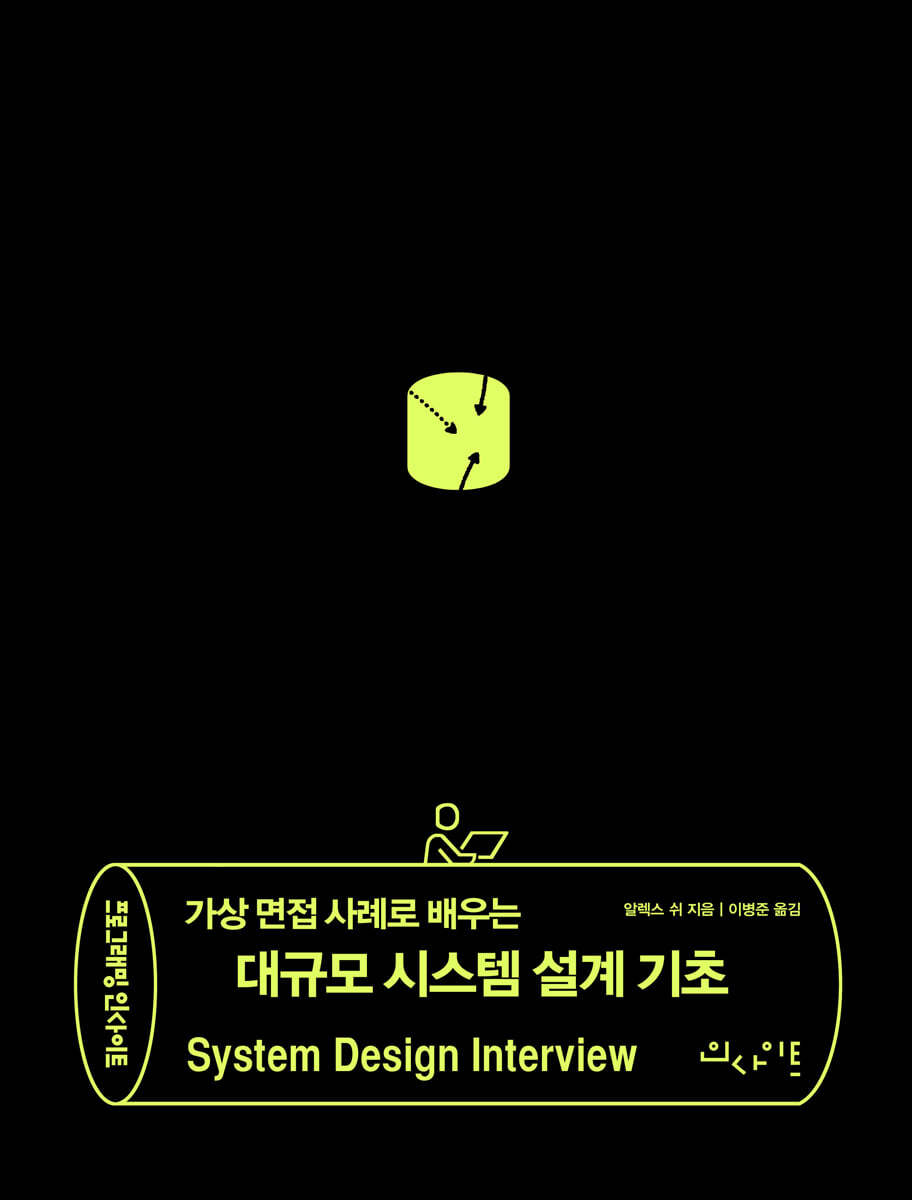 가상 면접 사례로 배우는
알렉스 쉬 지음 | 이병준 옮김
대규모 시스템 설계 기초
System Design Interview
인사이트
프로그래밍 인사이트